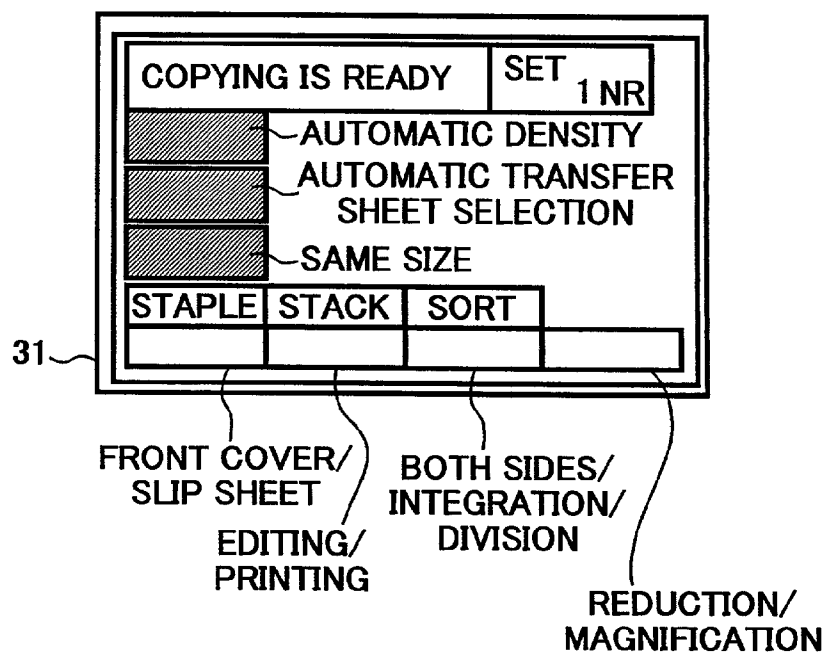 COPYING IS READY
SET
1 NR
AUTOMATIC DENSITY
AUTOMATIC TRANSFER
SHEET SELECTION
SAME SIZE
STAPLE
STACK
SORT
31
FRONT COVER/
SLIP SHEET
EDITING/
PRINTING
BOTH SIDES/
INTEGRATION/
DIVISION
REDUCTION/
MAGNIFICATION